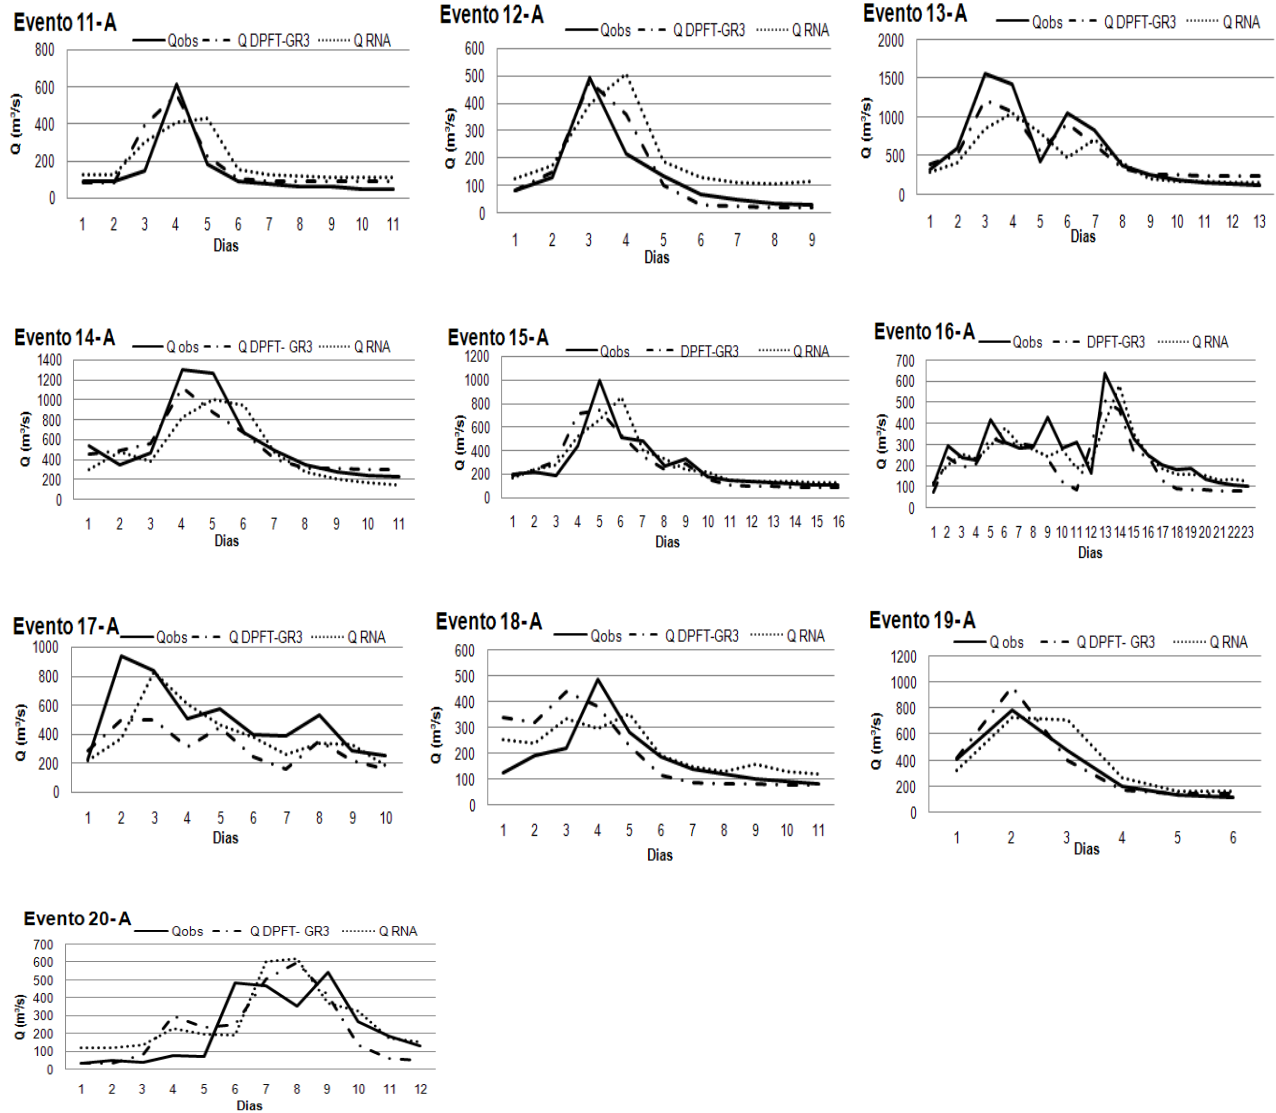 Evento 11-A
Qobs Q DPFT-GR3 Q RNA
800
600
400
200
0
Q (m³/s)
1 2 3 4 5 6 7 8 9 10 11
Dias
Evento 12-A
Qobs Q DPFT-GR3 Q RNA
600
500
400
300
200
100
0
Q (m³/s)
1 2 3 4 5 6 7 8 9
Dias
Evento 13-A
Qobs Q DPFT-GR3 Q RNA
2000
1500
1000
500
0
Q (m³/s)
1 2 3 4 5 6 7 8 9 10 11 12 13
Dias
Evento 14-A
Q obs Q DPFT- GR3 Q RNA
1400
1200
1000
800
600
400
200
0
Q (m³/s)
1 2 3 4 5 6 7 8 9 10 11
Dias
Evento 15-A
Qobs DPFT-GR3 Q RNA
1200
1000
800
600
400
200
0
Q (m³/s)
1 2 3 4 5 6 7 8 9 10 11 12 13 14 15 16
Dias
Evento 16-A
Qobs DPFT-GR3 Q RNA
700
600
500
400
300
200
100
0
Q (m³/s)
1 2 3 4 5 6 7 8 9 10 11 12 13 14 15 16 17 18 19 20 21 22 23
Dias
Evento 17-A
Qobs Q DPFT-GR3 Q RNA
1000
800
600
400
200
0
Q (m³/s)
1 2 3 4 5 6 7 8 9 10
Dias
Evento 18-A
Qobs Q DPFT-GR3 Q RNA
600
500
400
300
200
100
0
Q (m³/s)
1 2 3 4 5 6 7 8 9 10 11
Dias
Evento 19-A
Q obs Q DPFT- GR3 Q RNA
1200
1000
800
600
400
200
0
Q (m³/s)
1 2 3 4 5 6
Dias
Evento 20-A
Qobs Q DPFT- GR3 Q RNA
700
600
500
400
300
200
100
0
Q (m³/s)
1 2 3 4 5 6 7 8 9 10 11 12
Dias